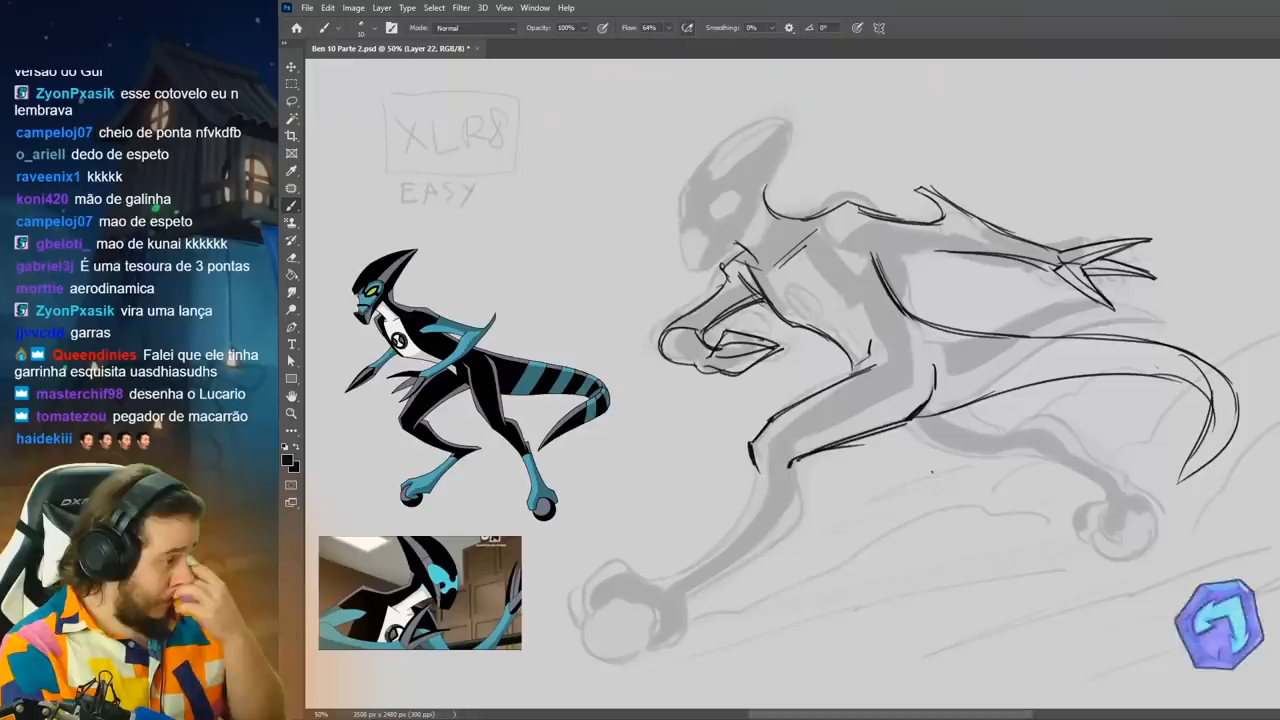 File Edit Image Layer Type Select Filter 3D View Window Help
10 Mode: Normal Opacity: 100% Flow: 64% Smoothing: 0% 0°
Ben 10 Parte 2.psd @ 50% (Layer 22, RGB/8) *
versão do Gui
ZyonPxasik esse cotovelo eu n
lembrava
campeloj07 cheio de ponta nfvkdfb
o_ariell dedo de espeto
raveenix1 kkkkk
koni420 mão de galinha
campeloj07 mao de espeto
gbeloti_ mao de kunai kkkkkk
gabriel3j É uma tesoura de 3 pontas
morttie aerodinamica
ZyonPxasik vira uma lança
jjvvcdd garras
Queendinies Falei que ele tinha
garrinha esquisita uasdhiasudhs
masterchif98 desenha o Lucario
tomatezou pegador de macarrão
haidekiii
XLR8
EASY
50% 3508 px x 2480 px (300 ppi)